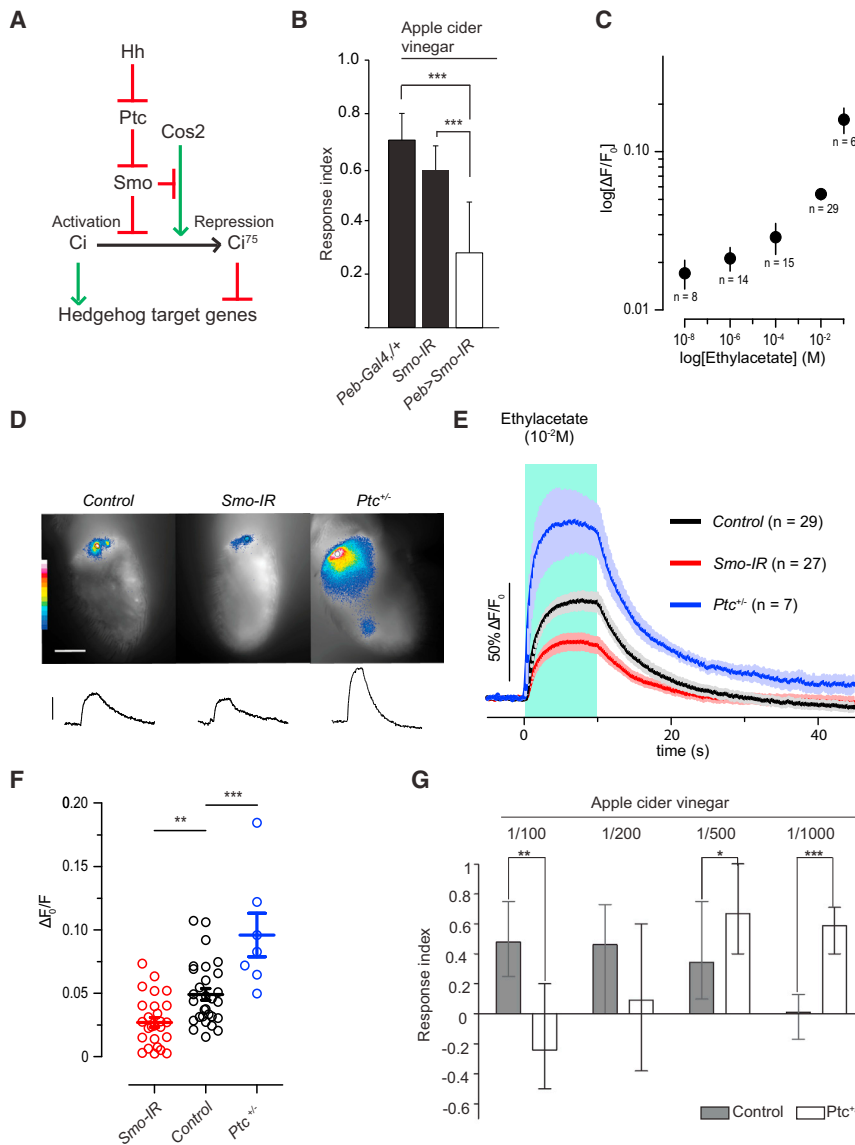 A
Hh
Ptc
Cos2
Smo
Activation
Repression
Ci
Ci⁷⁵
Hedgehog target genes
B
Apple cider
vinegar
***
***
1.0
0.8
0.6
0.4
0.2
Response index
Peb-Gal4,/+
Smo-IR
Peb>Smo-IR
C
log[ΔF/F₀]
0.10
0.01
n = 8
n = 14
n = 15
n = 29
n = 6
10⁻⁸ 10⁻⁶ 10⁻⁴ 10⁻²
log[Ethylacetate] (M)
D
Control Smo-IR Ptc⁺/⁻
E
Ethylacetate
(10⁻²M)
50% ΔF/F₀
Control (n = 29)
Smo-IR (n = 27)
Ptc⁺/⁻ (n = 7)
0 20 40
time (s)
F
ΔF₀/F
0.20
0.15
0.10
0.05
0
** ***
Smo-IR
Control
Ptc⁺/⁻
G
Apple cider vinegar
1/100 1/200 1/500 1/1000
** * ***
Response index
1
0.8
0.6
0.4
0.2
0
-0.2
-0.4
-0.6
Control Ptc⁺